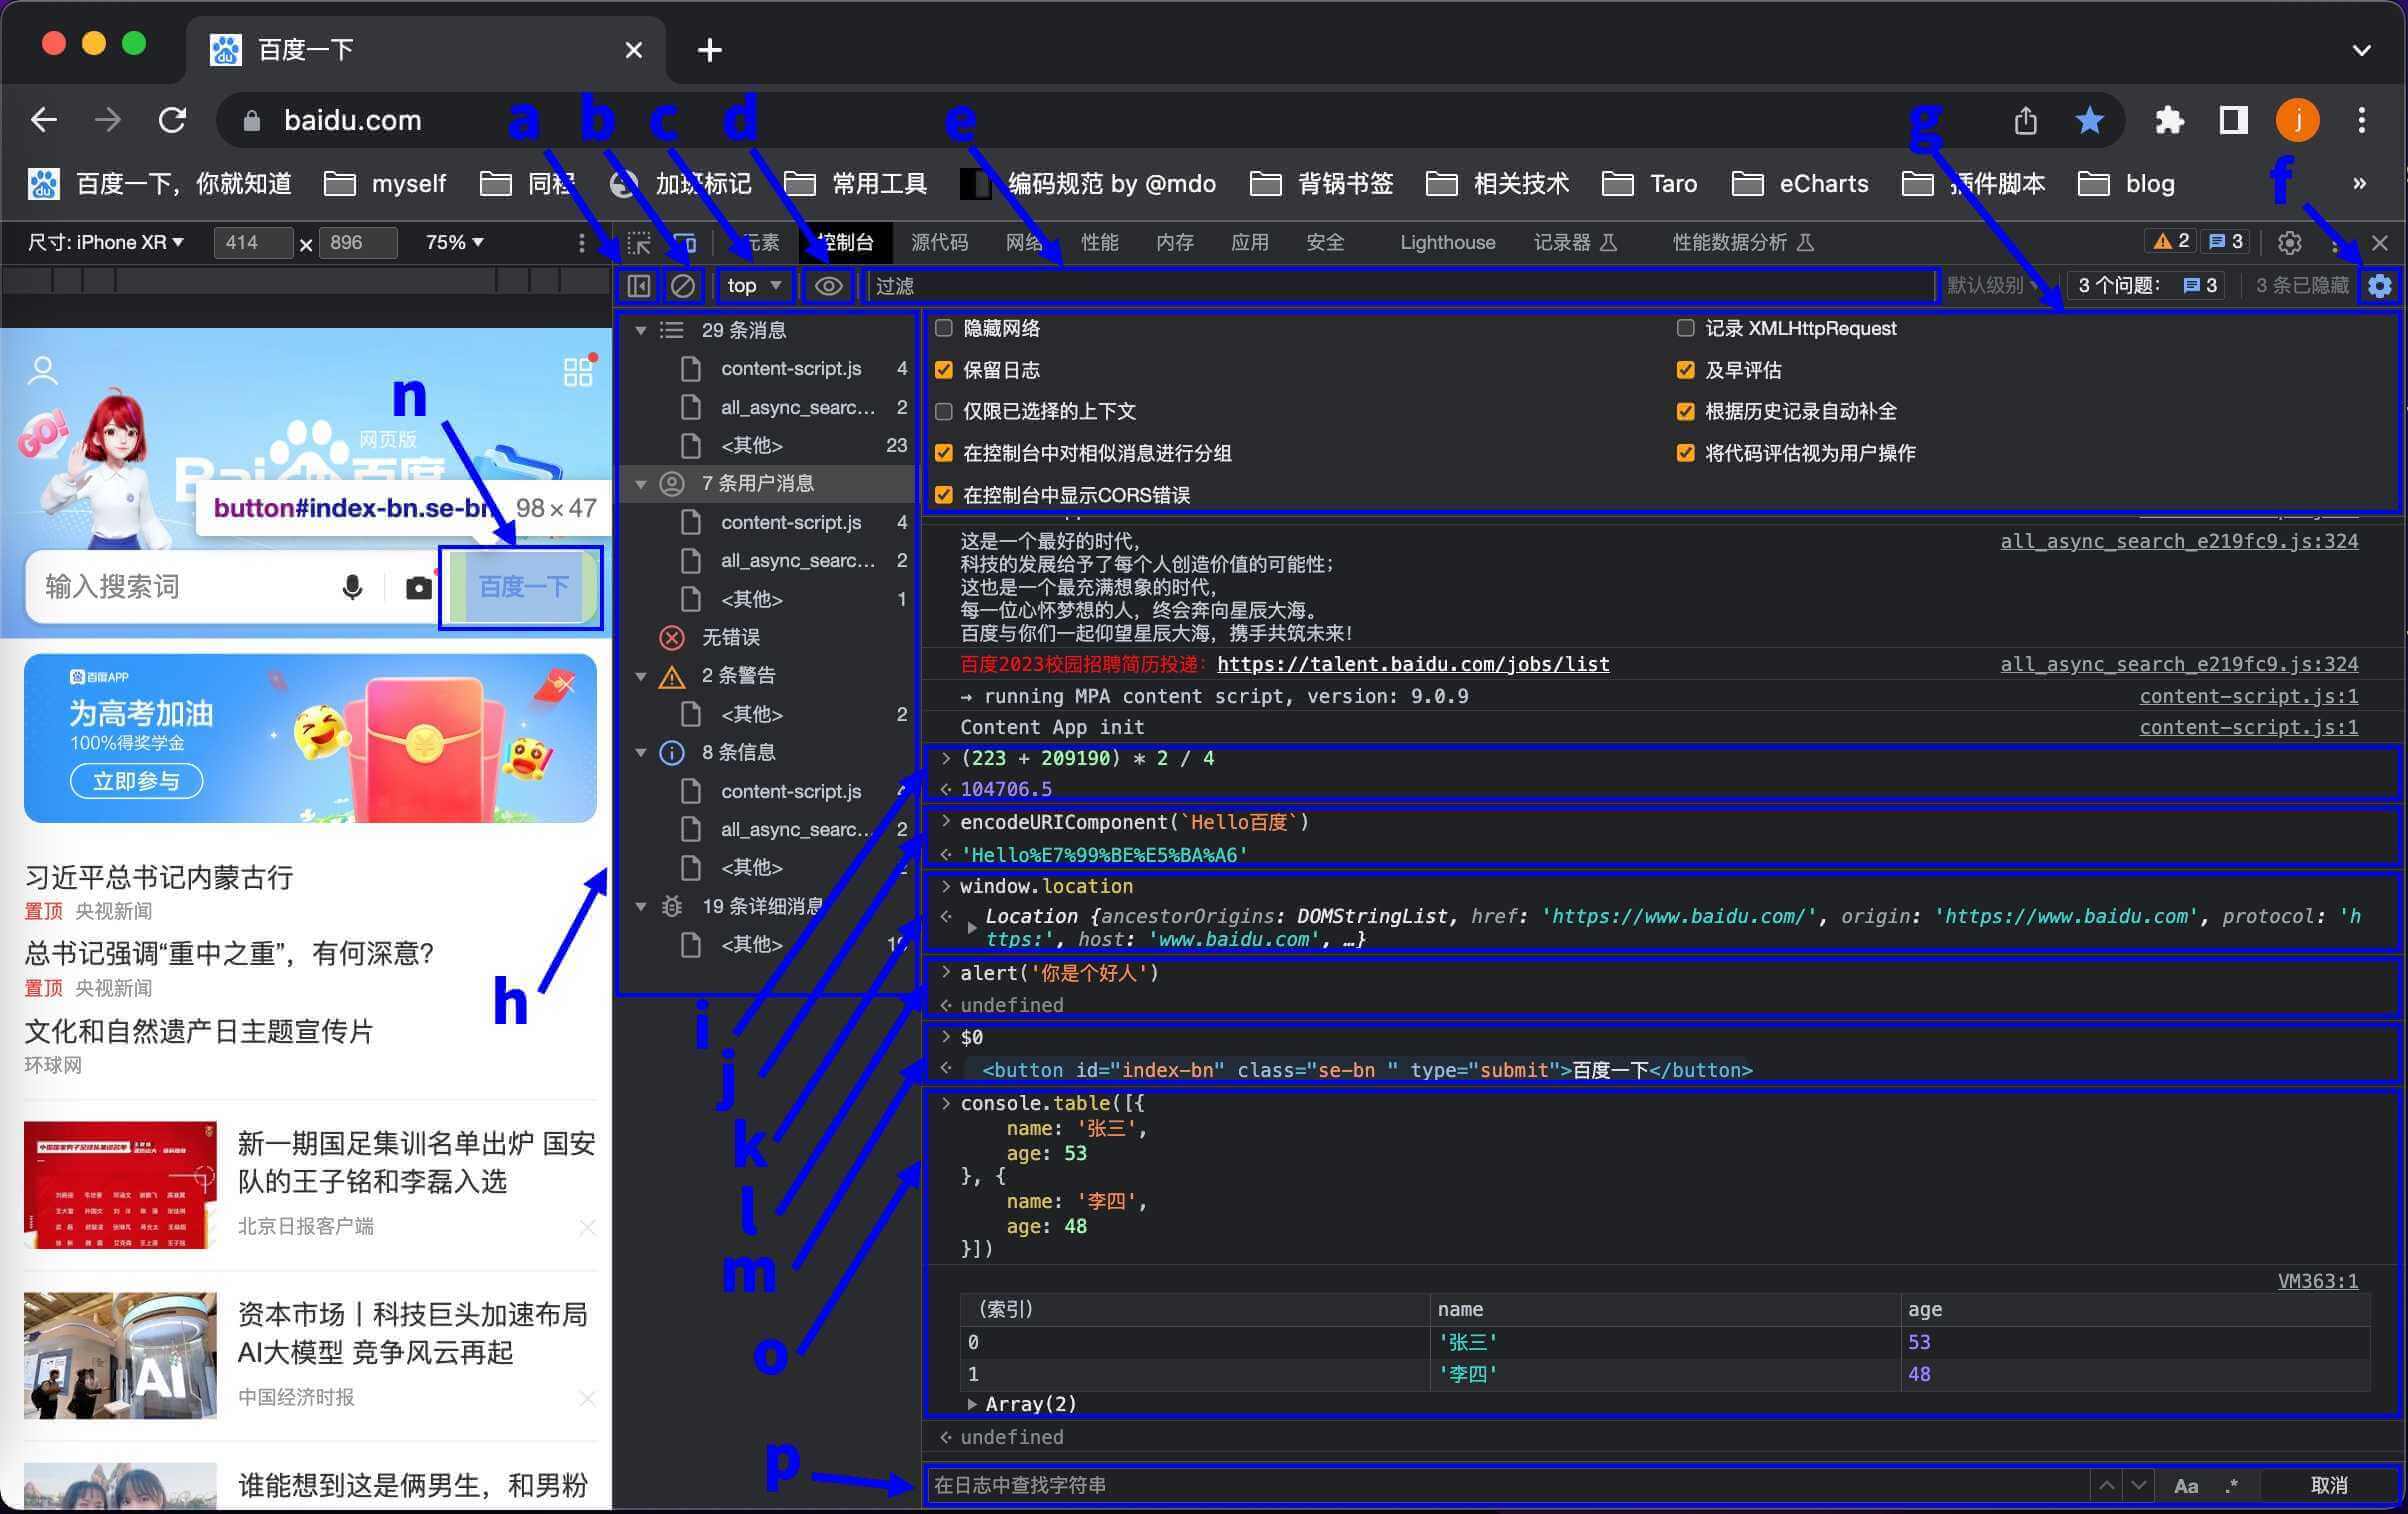 百度一下
baidu.com
a b c d e g f
百度一下，你就知道 myself 同程 加班标记 常用工具 编码规范 by @mdo 背锅书签 相关技术 Taro eCharts 插件脚本 blog »
尺寸: iPhone XR 414 × 896 75%
元素 控制台 源代码 网络 性能 内存 应用 安全 Lighthouse 记录器 性能数据分析 2 3
top 过滤 默认级别 3 个问题: 3 3 条已隐藏
GO!
网页版
Bai 百度
n
button#index-bn.se-bn 98 × 47
输入搜索词 百度一下
百度APP
为高考加油
100%得奖学金
立即参与
习近平总书记内蒙古行
置顶 央视新闻
总书记强调“重中之重”，有何深意?
置顶 央视新闻
文化和自然遗产日主题宣传片
环球网
新一期国足集训名单出炉 国安
队的王子铭和李磊入选
北京日报客户端
资本市场丨科技巨头加速布局
AI大模型 竞争风云再起
中国经济时报
AI
谁能想到这是俩男生，和男粉
29 条消息
content-script.js 4
all_async_searc… 2
<其他> 23
7 条用户消息
content-script.js 4
all_async_searc… 2
<其他> 1
无错误
2 条警告
<其他> 2
8 条信息
content-script.js 4
all_async_searc… 2
<其他> 2
19 条详细消息
<其他>
h
i
j
k
l
m
o
p
隐藏网络
保留日志
仅限已选择的上下文
在控制台中对相似消息进行分组
在控制台中显示CORS错误
记录 XMLHttpRequest
及早评估
根据历史记录自动补全
将代码评估视为用户操作
这是一个最好的时代， all_async_search_e219fc9.js:324
科技的发展给予了每个人创造价值的可能性；
这也是一个最充满想象的时代，
每一位心怀梦想的人，终会奔向星辰大海。
百度与你们一起仰望星辰大海，携手共筑未来！
百度2023校园招聘简历投递：https://talent.baidu.com/jobs/list all_async_search_e219fc9.js:324
→ running MPA content script, version: 9.0.9 content-script.js:1
Content App init content-script.js:1
(223 + 209190) * 2 / 4
104706.5
encodeURIComponent(`Hello百度`)
'Hello%E7%99%BE%E5%BA%A6'
window.location
Location {ancestorOrigins: DOMStringList, href: 'https://www.baidu.com/', origin: 'https://www.baidu.com', protocol: 'h
ttps:', host: 'www.baidu.com', …}
alert('你是个好人')
undefined
$0
<button id="index-bn" class="se-bn " type="submit">百度一下</button>
console.table([{
name: '张三',
age: 53
}, {
name: '李四',
age: 48
}])
VM363:1
(索引) name age
0 '张三' 53
1 '李四' 48
Array(2)
undefined
在日志中查找字符串 Aa .* 取消